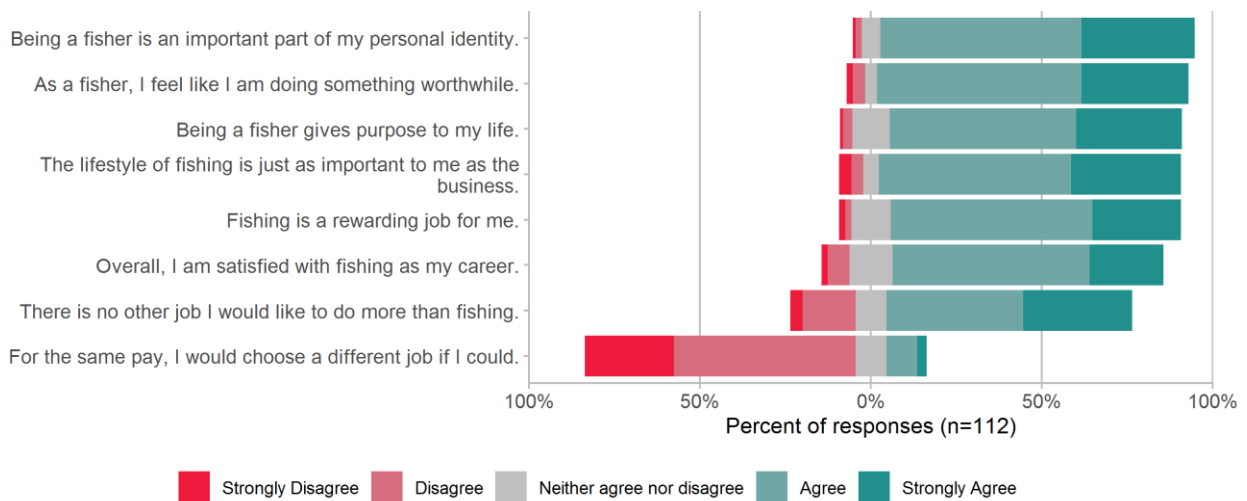 Being a fisher is an important part of my personal identity.
As a fisher, I feel like I am doing something worthwhile.
Being a fisher gives purpose to my life.
The lifestyle of fishing is just as important to me as the
business.
Fishing is a rewarding job for me.
Overall, I am satisfied with fishing as my career.
There is no other job I would like to do more than fishing.
For the same pay, I would choose a different job if I could.
100% 50% 0% 50% 100%
Percent of responses (n=112)
Strongly Disagree Disagree Neither agree nor disagree Agree Strongly Agree